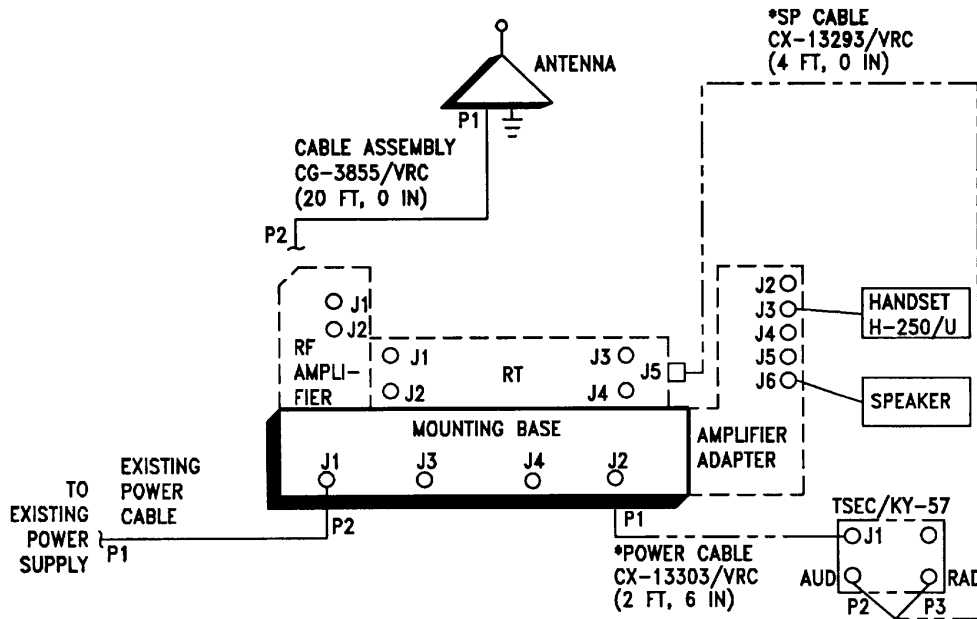 *SP CABLE
CX-13293/VRC
(4 FT, 0 IN)
ANTENNA
P1
CABLE ASSEMBLY
CG-3855/VRC
(20 FT, 0 IN)
P2
J1
J2
RF
AMPLI-
FIER
J1
J2
RT
J3
J4
J5
J2
J3
J4
J5
J6
HANDSET
H-250/U
SPEAKER
MOUNTING BASE
J1
J3
J4
J2
AMPLIFIER
ADAPTER
EXISTING
POWER
CABLE
TO
EXISTING
POWER
SUPPLY
P1
P2
P1
*POWER CABLE
CX-13303/VRC
(2 FT, 6 IN)
TSEC/KY-57
J1
AUD
RAD
P2
P3